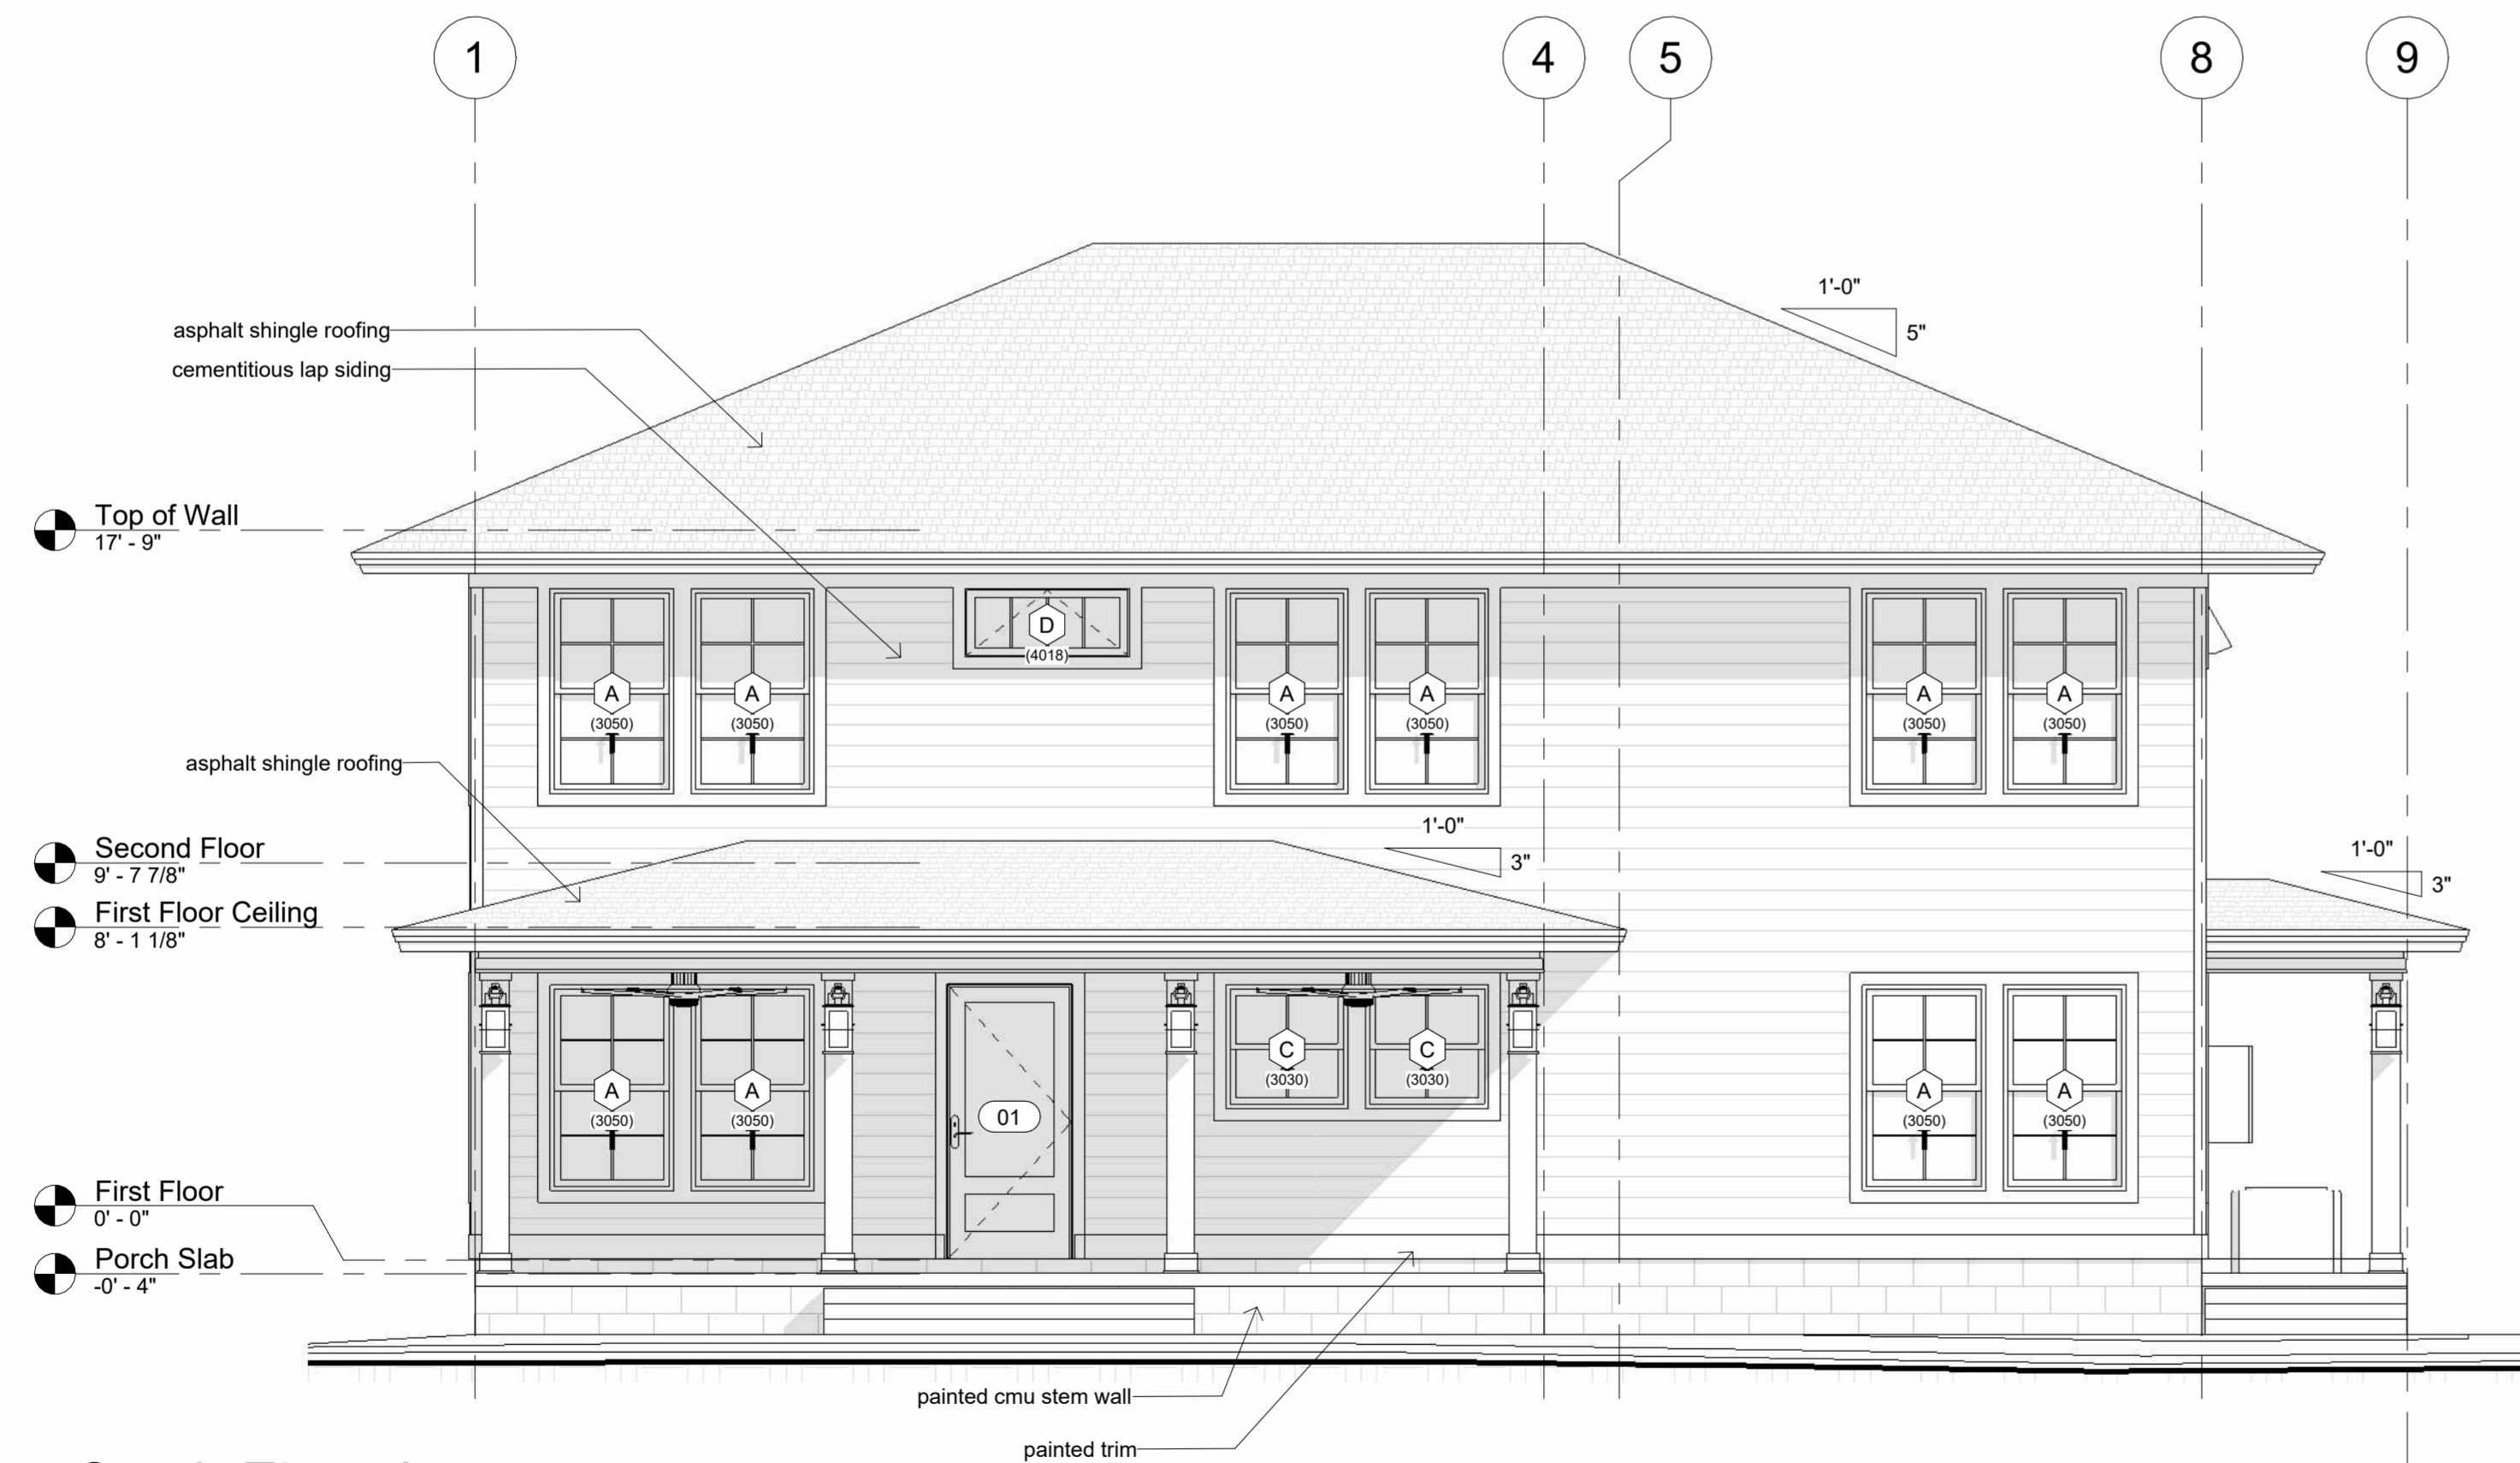 1
4
5
8
9
1'-0"
5"
asphalt shingle roofing
cementitious lap siding
Top of Wall
17' - 9"
D
(4018)
A
A
A
A
A
A
(3050)
(3050)
(3050)
(3050)
(3050)
(3050)
asphalt shingle roofing
1'-0"
3"
1'-0"
3"
Second Floor
9' - 7 7/8"
First Floor Ceiling
8' - 1 1/8"
C
C
(3030)
(3030)
A
A
01
A
A
(3050)
(3050)
(3050)
(3050)
First Floor
0' - 0"
Porch Slab
-0' - 4"
painted cmu stem wall
painted trim